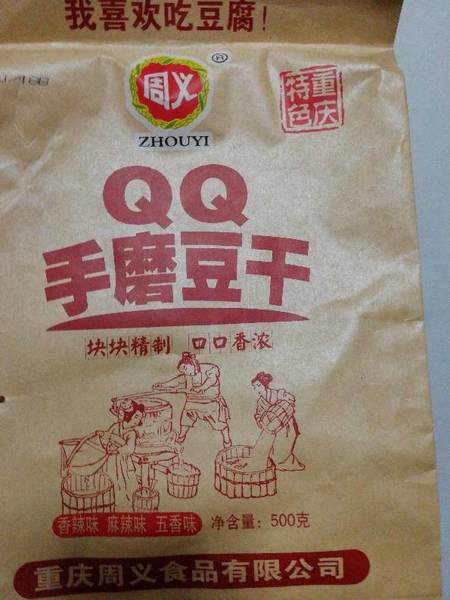 我喜欢吃豆腐！
周义
®
ZHOUYI
重庆
特色
QQ
手磨豆干
块块精制 口口香浓
香辣味 麻辣味 五香味 净含量：500克
重庆周义食品有限公司